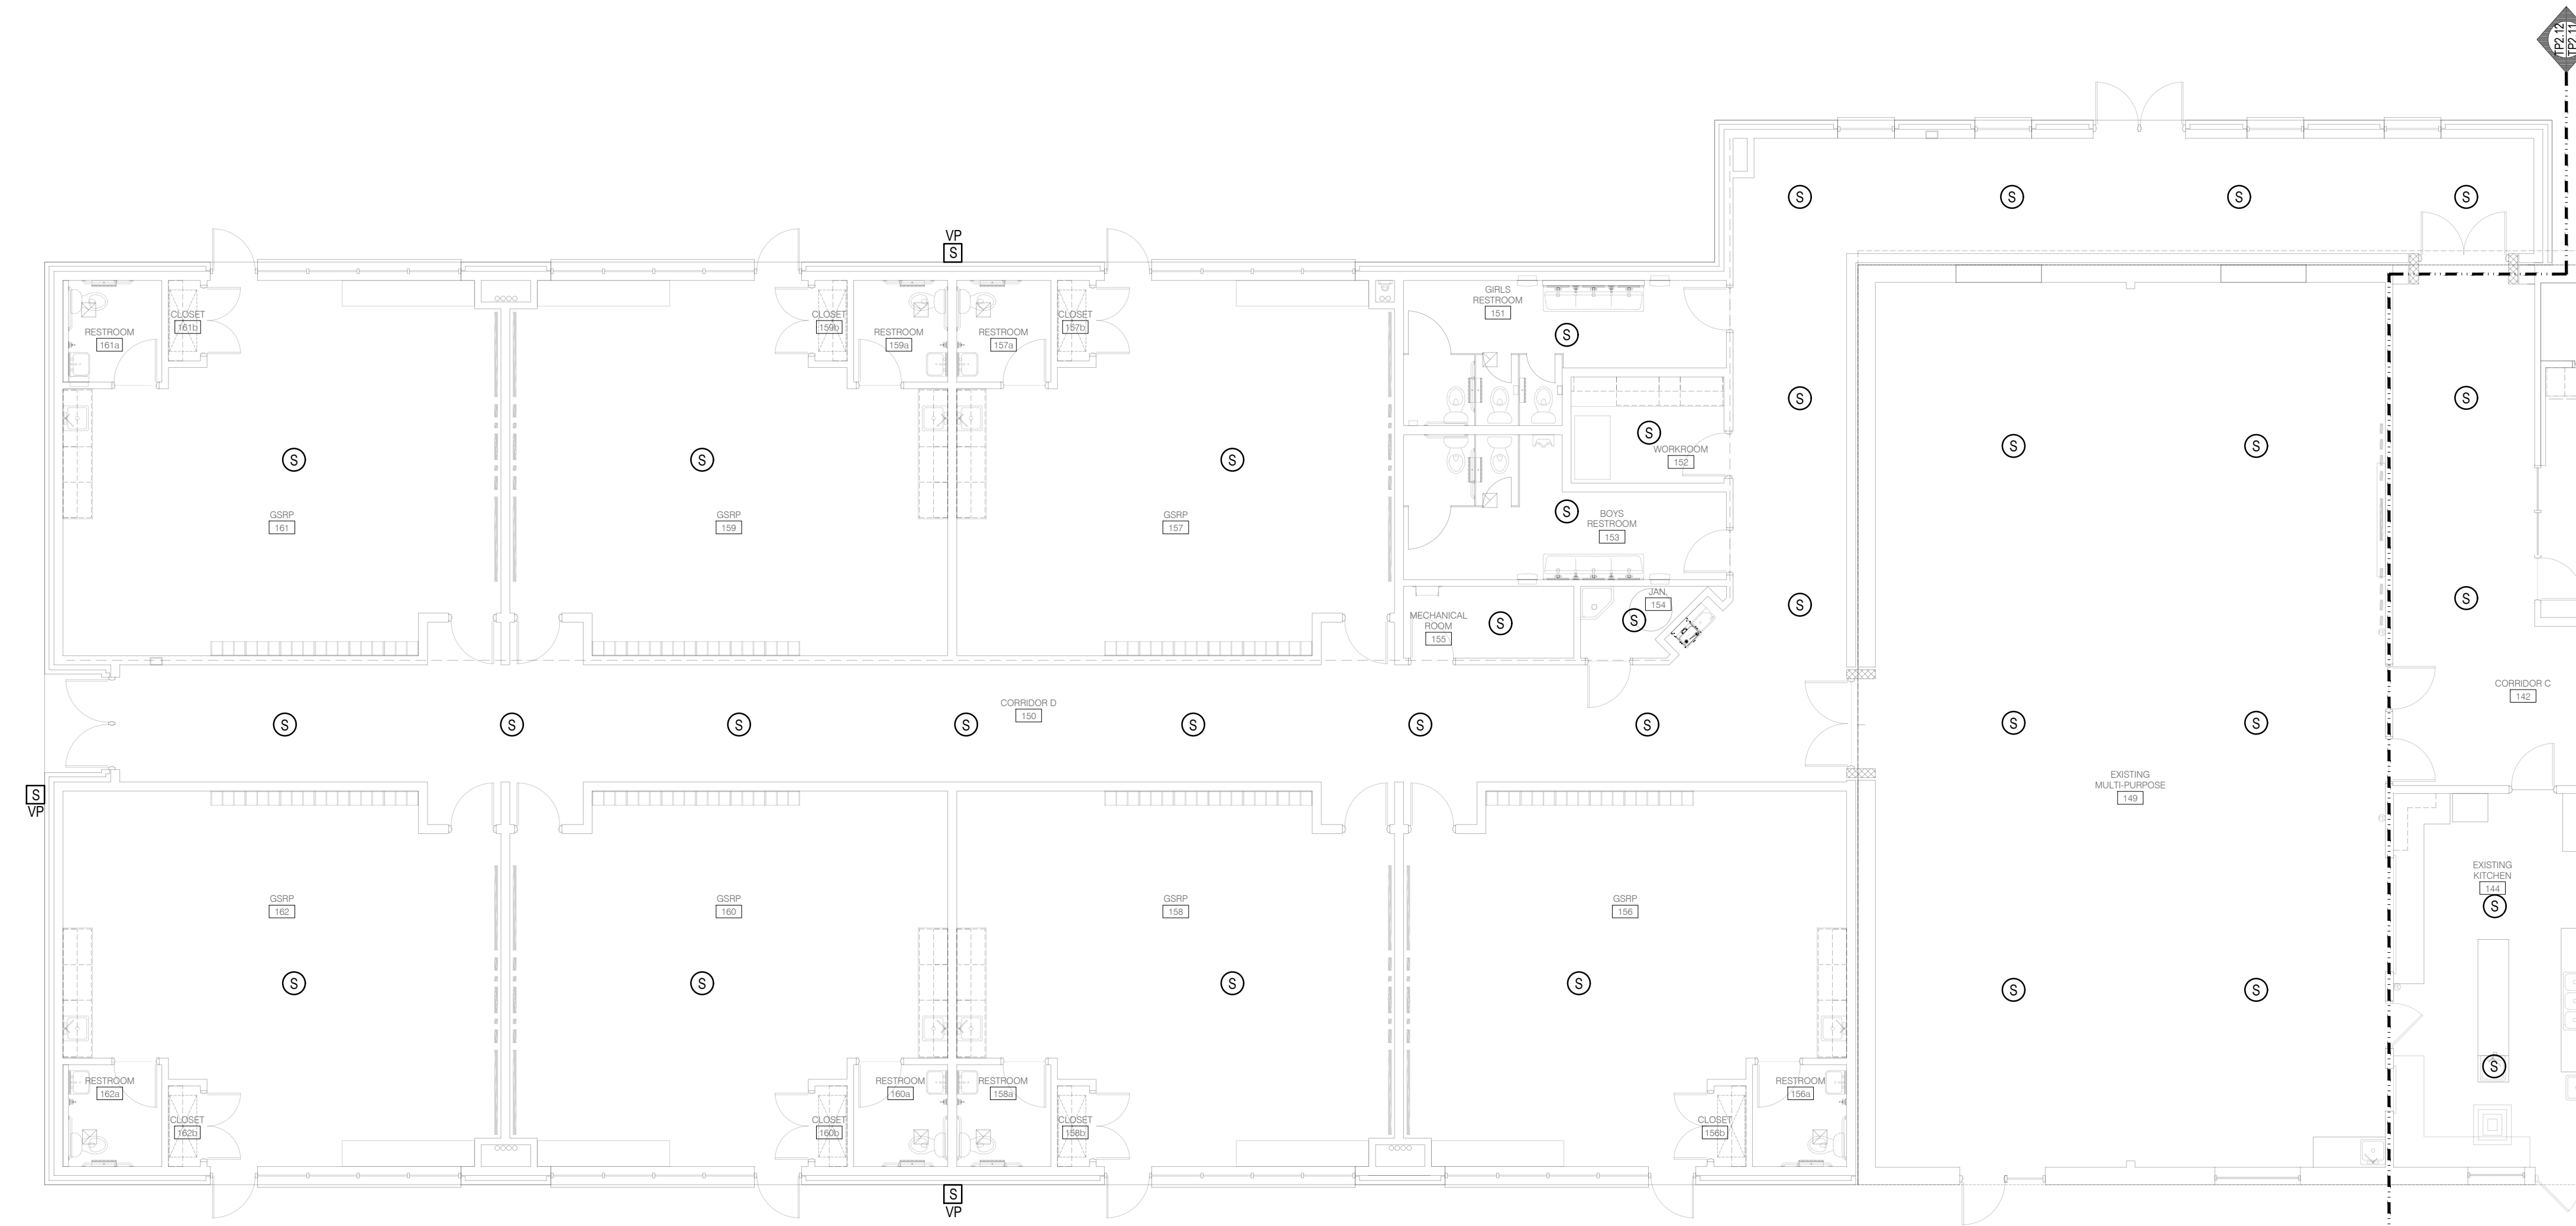 TP2.12
TP2.11
S
S
S
S
VP
S
GIRLS
RESTROOM
151
CLOSET
161b
RESTROOM
161a
CLOSET
159b
RESTROOM
159a
RESTROOM
157a
CLOSET
157b
S
S
S
S
WORKROOM
152
S
S
S
S
S
GSRP
161
GSRP
159
GSRP
157
S
BOYS
RESTROOM
153
JAN.
154
S
S
S
S
MECHANICAL
ROOM
155
CORRIDOR C
142
CORRIDOR D
150
S
S
S
S
S
S
S
S
S
EXISTING
MULTI-PURPOSE
149
S
VP
EXISTING
KITCHEN
144
S
GSRP
162
GSRP
160
GSRP
158
GSRP
156
S
S
S
S
S
S
S
RESTROOM
162a
RESTROOM
160a
RESTROOM
158a
RESTROOM
156a
CLOSET
162b
CLOSET
160b
CLOSET
158b
CLOSET
156b
S
VP